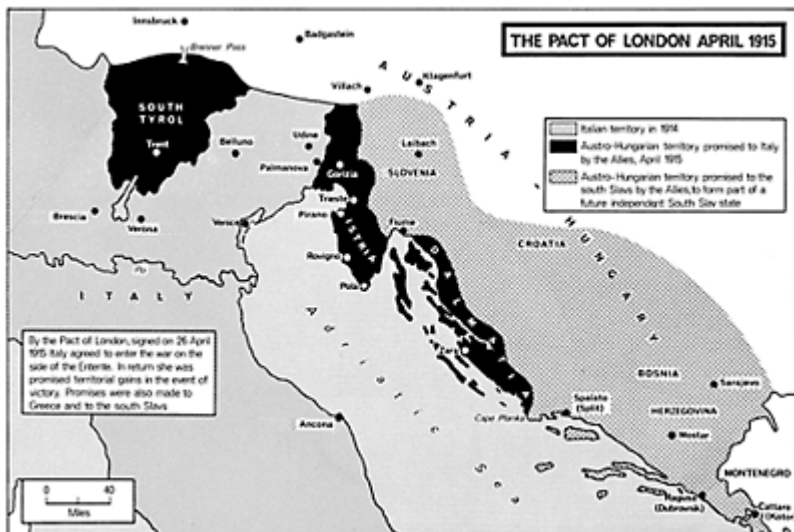 THE PACT OF LONDON APRIL 1915
Innsbruck
Brenner Pass
Badgastein
Villach
Klagenfurt
AUSTRIA-HUNGARY
Italian territory in 1914
Austro-Hungarian territory promised to Italy
by the Allies, April 1915
Austro-Hungarian territory promised to the
south Slavs by the Allies, to form part of a
future independent South Slav state
SOUTH
TYROL
Trent
Belluno
Udine
Palmanova
Gorizia
Laibach
SLOVENIA
Brescia
Verona
Venice
Trieste
Pirano
ISTRIA
Rovigno
Pola
Fiume
CROATIA
DALMATIA
Zara
ITALY
Po
Adriatic Sea
By the Pact of London, signed on 26 April
1915 Italy agreed to enter the war on the
side of the Entente. In return she was
promised territorial gains in the event of
victory. Promises were also made to
Greece and to the south Slavs
Ancona
Cape Planka
Spalato
(Split)
BOSNIA
Sarajevo
HERZEGOVINA
Mostar
MONTENEGRO
Ragusa
(Dubrovnik)
Cattaro
(Kotor)
0 40
Miles